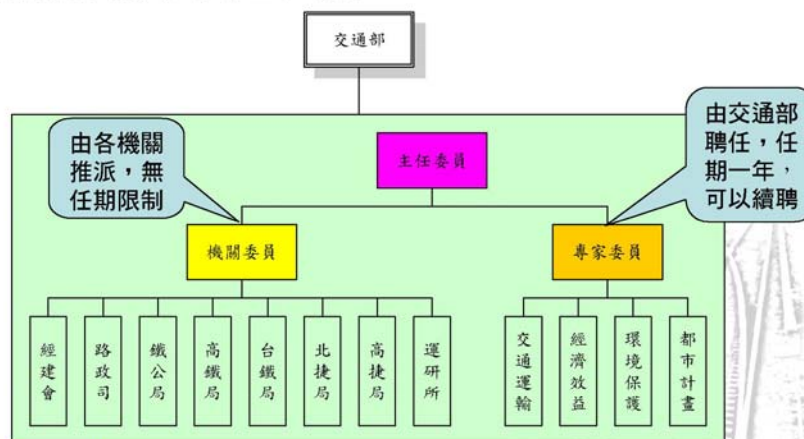 交通部
由各機關
推派，無
任期限制
由交通部
聘任，任
期一年，
可以續聘
主任委員
機關委員
專家委員
經建會
路政司
鐵公局
高鐵局
台鐵局
北捷局
高捷局
運研所
交通運輸
經濟效益
環境保護
都市計畫